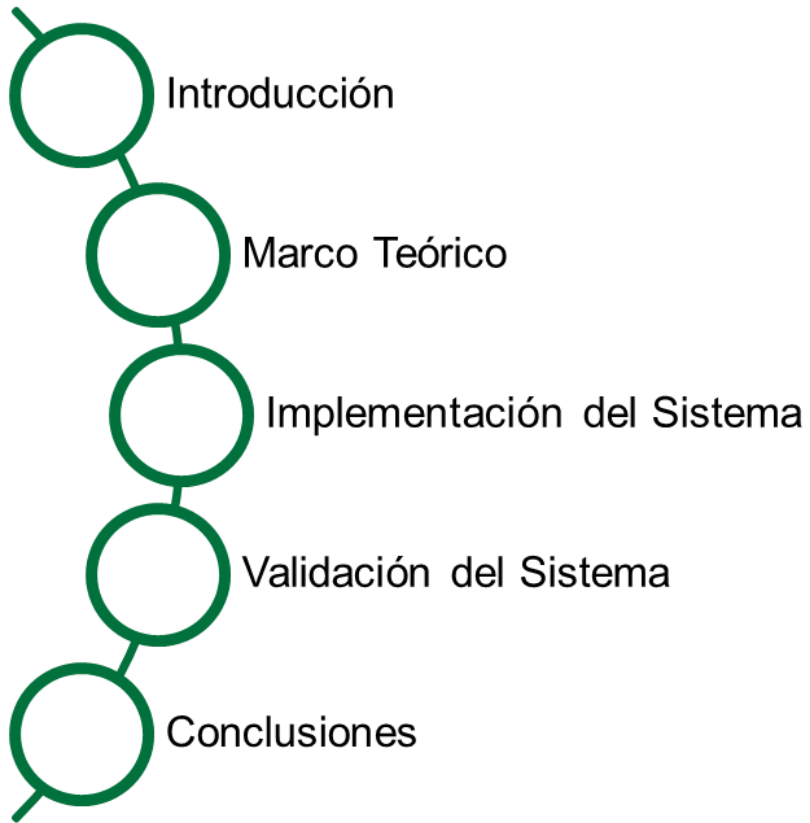 Introducción
Marco Teórico
Implementación del Sistema
Validación del Sistema
Conclusiones